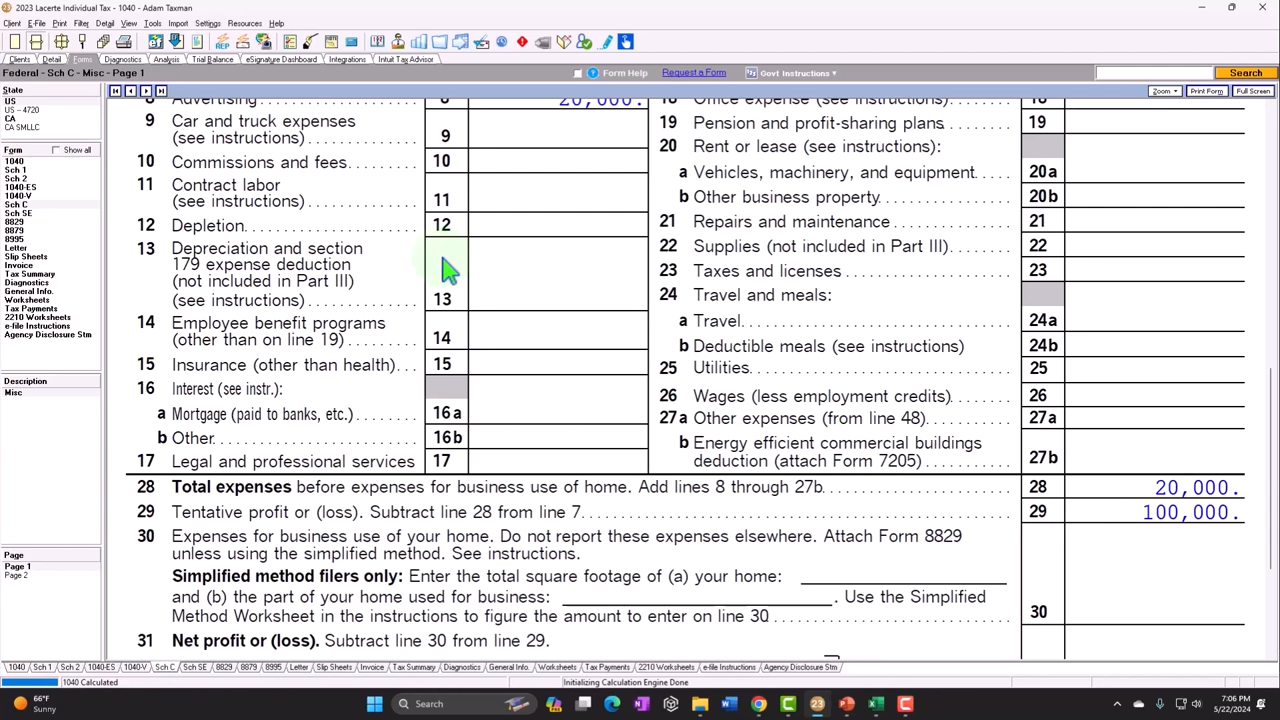 2023 Lacerte Individual Tax - 1040 - Adam Taxman
Client E-File Print Filter Detail View Tools Import Settings Resources Help
REP
Clients Detail Forms Diagnostics Analysis Trial Balance eSignature Dashboard Integrations Intuit Tax Advisor
Federal - Sch C - Misc - Page 1
Form Help Request a Form Govt Instructions Search
State
US
US - 4720
CA
CA SMLLC
Form Show all
1040
Sch 1
Sch 2
1040-ES
1040-V
Sch C
Sch SE
8829
8879
8995
Letter
Slip Sheets
Invoice
Tax Summary
Diagnostics
General Info.
Worksheets
Tax Payments
2210 Worksheets
e-file Instructions
Agency Disclosure Stm
Description
Misc
Page
Page 1
Page 2
Zoom Print Form Full Screen
8 Advertising 8 20,000.
9 Car and truck expenses
(see instructions) 9
10 Commissions and fees 10
11 Contract labor
(see instructions) 11
12 Depletion 12
13 Depreciation and section
179 expense deduction
(not included in Part III)
(see instructions) 13
14 Employee benefit programs
(other than on line 19) 14
15 Insurance (other than health) 15
16 Interest (see instr.):
a Mortgage (paid to banks, etc.) 16a
b Other 16b
17 Legal and professional services 17
18 Office expense (see instructions) 18
19 Pension and profit-sharing plans 19
20 Rent or lease (see instructions):
a Vehicles, machinery, and equipment 20a
b Other business property 20b
21 Repairs and maintenance 21
22 Supplies (not included in Part III) 22
23 Taxes and licenses 23
24 Travel and meals:
a Travel 24a
b Deductible meals (see instructions) 24b
25 Utilities 25
26 Wages (less employment credits) 26
27a Other expenses (from line 48) 27a
b Energy efficient commercial buildings
deduction (attach Form 7205) 27b
28 Total expenses before expenses for business use of home. Add lines 8 through 27b 28 20,000.
29 Tentative profit or (loss). Subtract line 28 from line 7 29 100,000.
30 Expenses for business use of your home. Do not report these expenses elsewhere. Attach Form 8829
unless using the simplified method. See instructions.
Simplified method filers only: Enter the total square footage of (a) your home:
and (b) the part of your home used for business: . Use the Simplified
Method Worksheet in the instructions to figure the amount to enter on line 30 30
31 Net profit or (loss). Subtract line 30 from line 29.
1040 Sch 1 Sch 2 1040-ES 1040-V Sch C Sch SE 8829 8879 8995 Letter Slip Sheets Invoice Tax Summary Diagnostics General Info. Worksheets Tax Payments 2210 Worksheets e-file Instructions Agency Disclosure Stm
1040 Calculated Initializing Calculation Engine Done
66°F
Sunny
Search
23
7:06 PM
5/22/2024